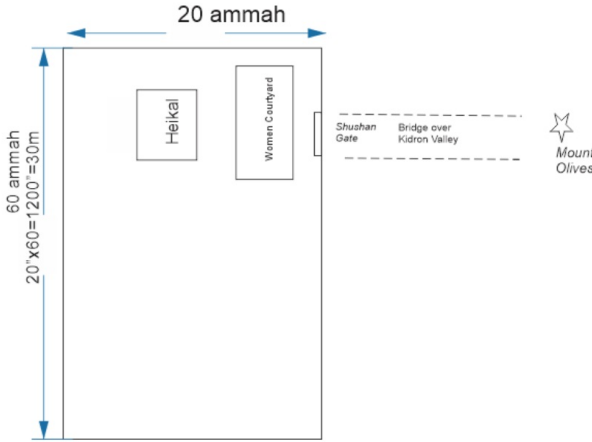 20 ammah
60 ammah
20"x60=1200"=30m
Heikal
Women Courtyard
Shushan
Gate
Bridge over
Kidron Valley
Mount
Olives